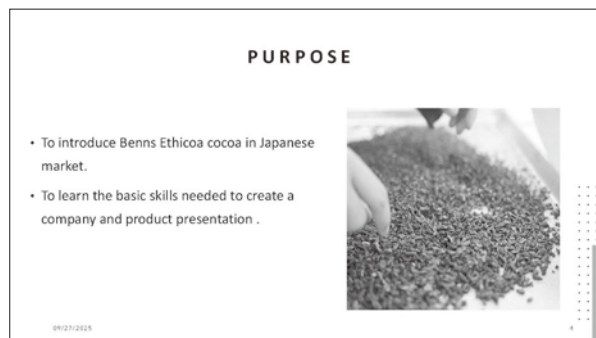 PURPOSE
• To introduce Benns Ethicoa cocoa in Japanese
market.
• To learn the basic skills needed to create a
company and product presentation .
09/27/2025
4